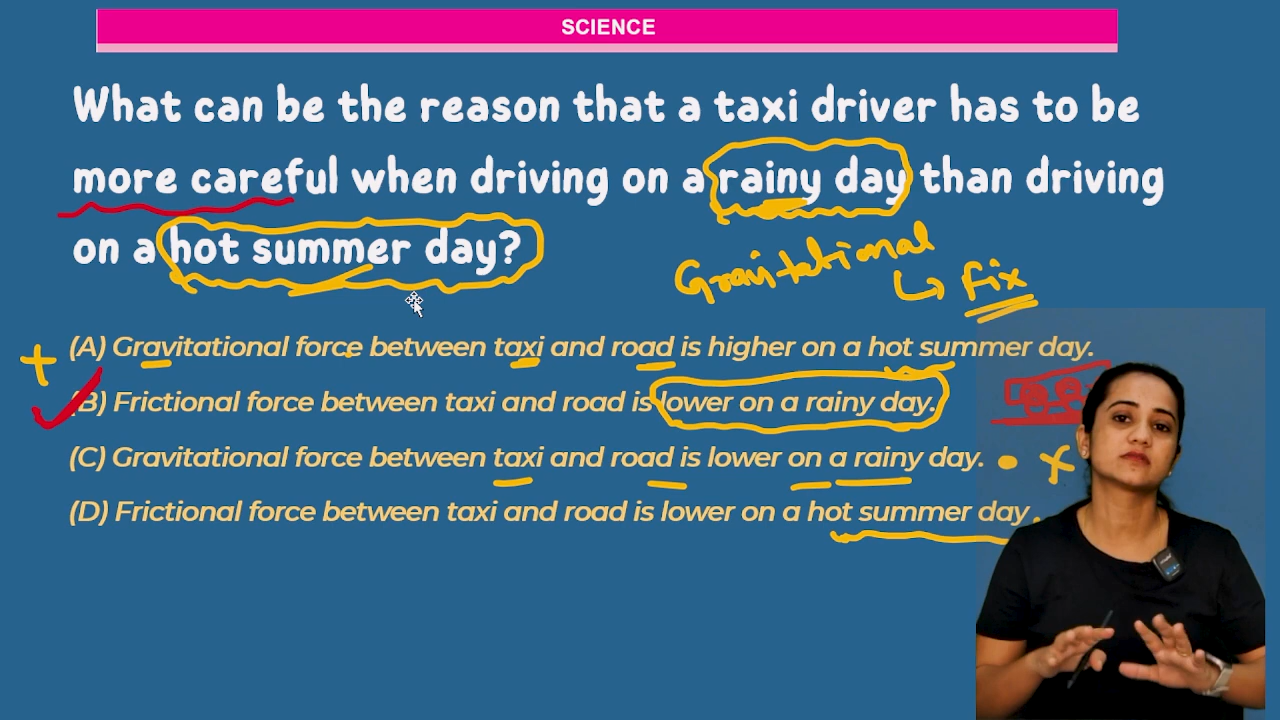 SCIENCE
What can be the reason that a taxi driver has to be
more careful when driving on a rainy day than driving
on a hot summer day?
Gravitational
↳ fix
(A) Gravitational force between taxi and road is higher on a hot summer day.
(B) Frictional force between taxi and road is lower on a rainy day.
(C) Gravitational force between taxi and road is lower on a rainy day.
(D) Frictional force between taxi and road is lower on a hot summer day.